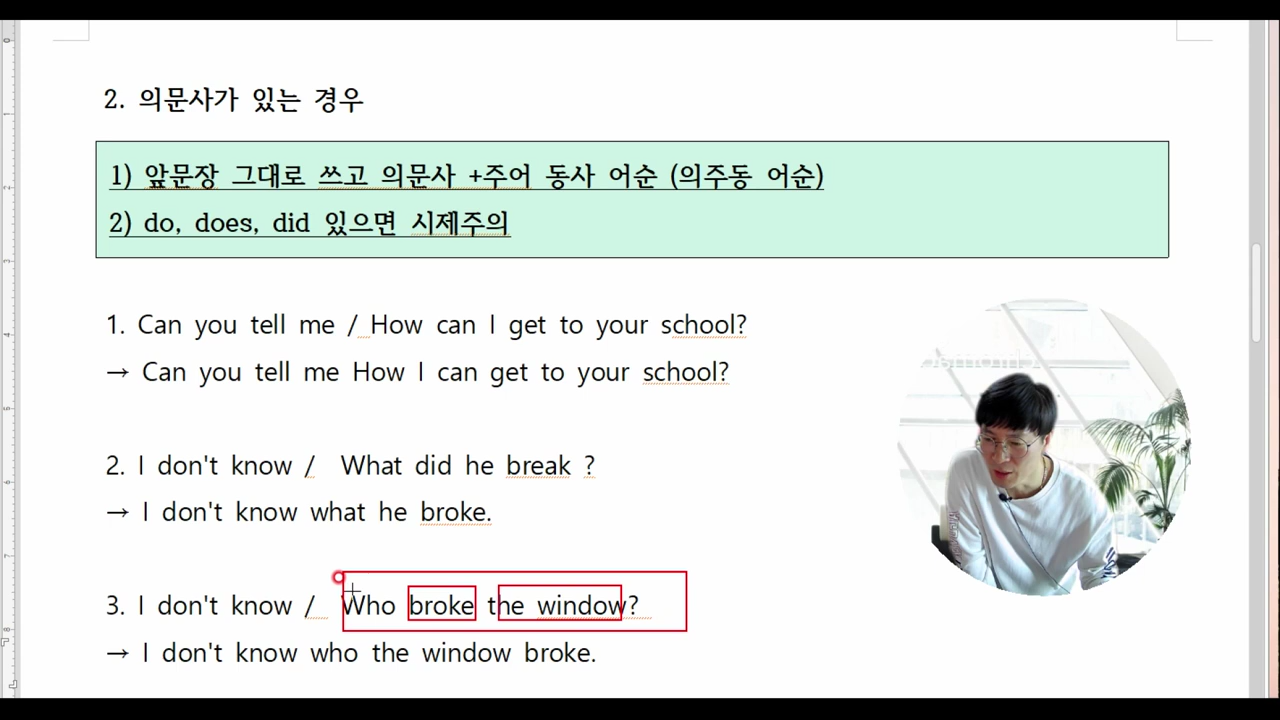 2. 의문사가 있는 경우
1) 앞문장 그대로 쓰고 의문사 +주어 동사 어순 (의주동 어순)
2) do, does, did 있으면 시제주의
1. Can you tell me / How can I get to your school?
→ Can you tell me How I can get to your school?
2. I don't know / What did he break ?
→ I don't know what he broke.
3. I don't know / Who broke the window?
→ I don't know who the window broke.